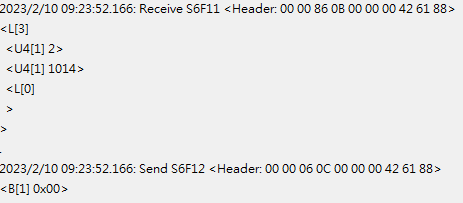 2023/2/10 09:23:52.166: Receive S6F11 <Header: 00 00 86 0B 00 00 00 42 61 88>
<L[3]
<U4[1] 2>
<U4[1] 1014>
<L[0]
>
>
.
2023/2/10 09:23:52.166: Send S6F12 <Header: 00 00 06 0C 00 00 00 42 61 88>
<B[1] 0x00>